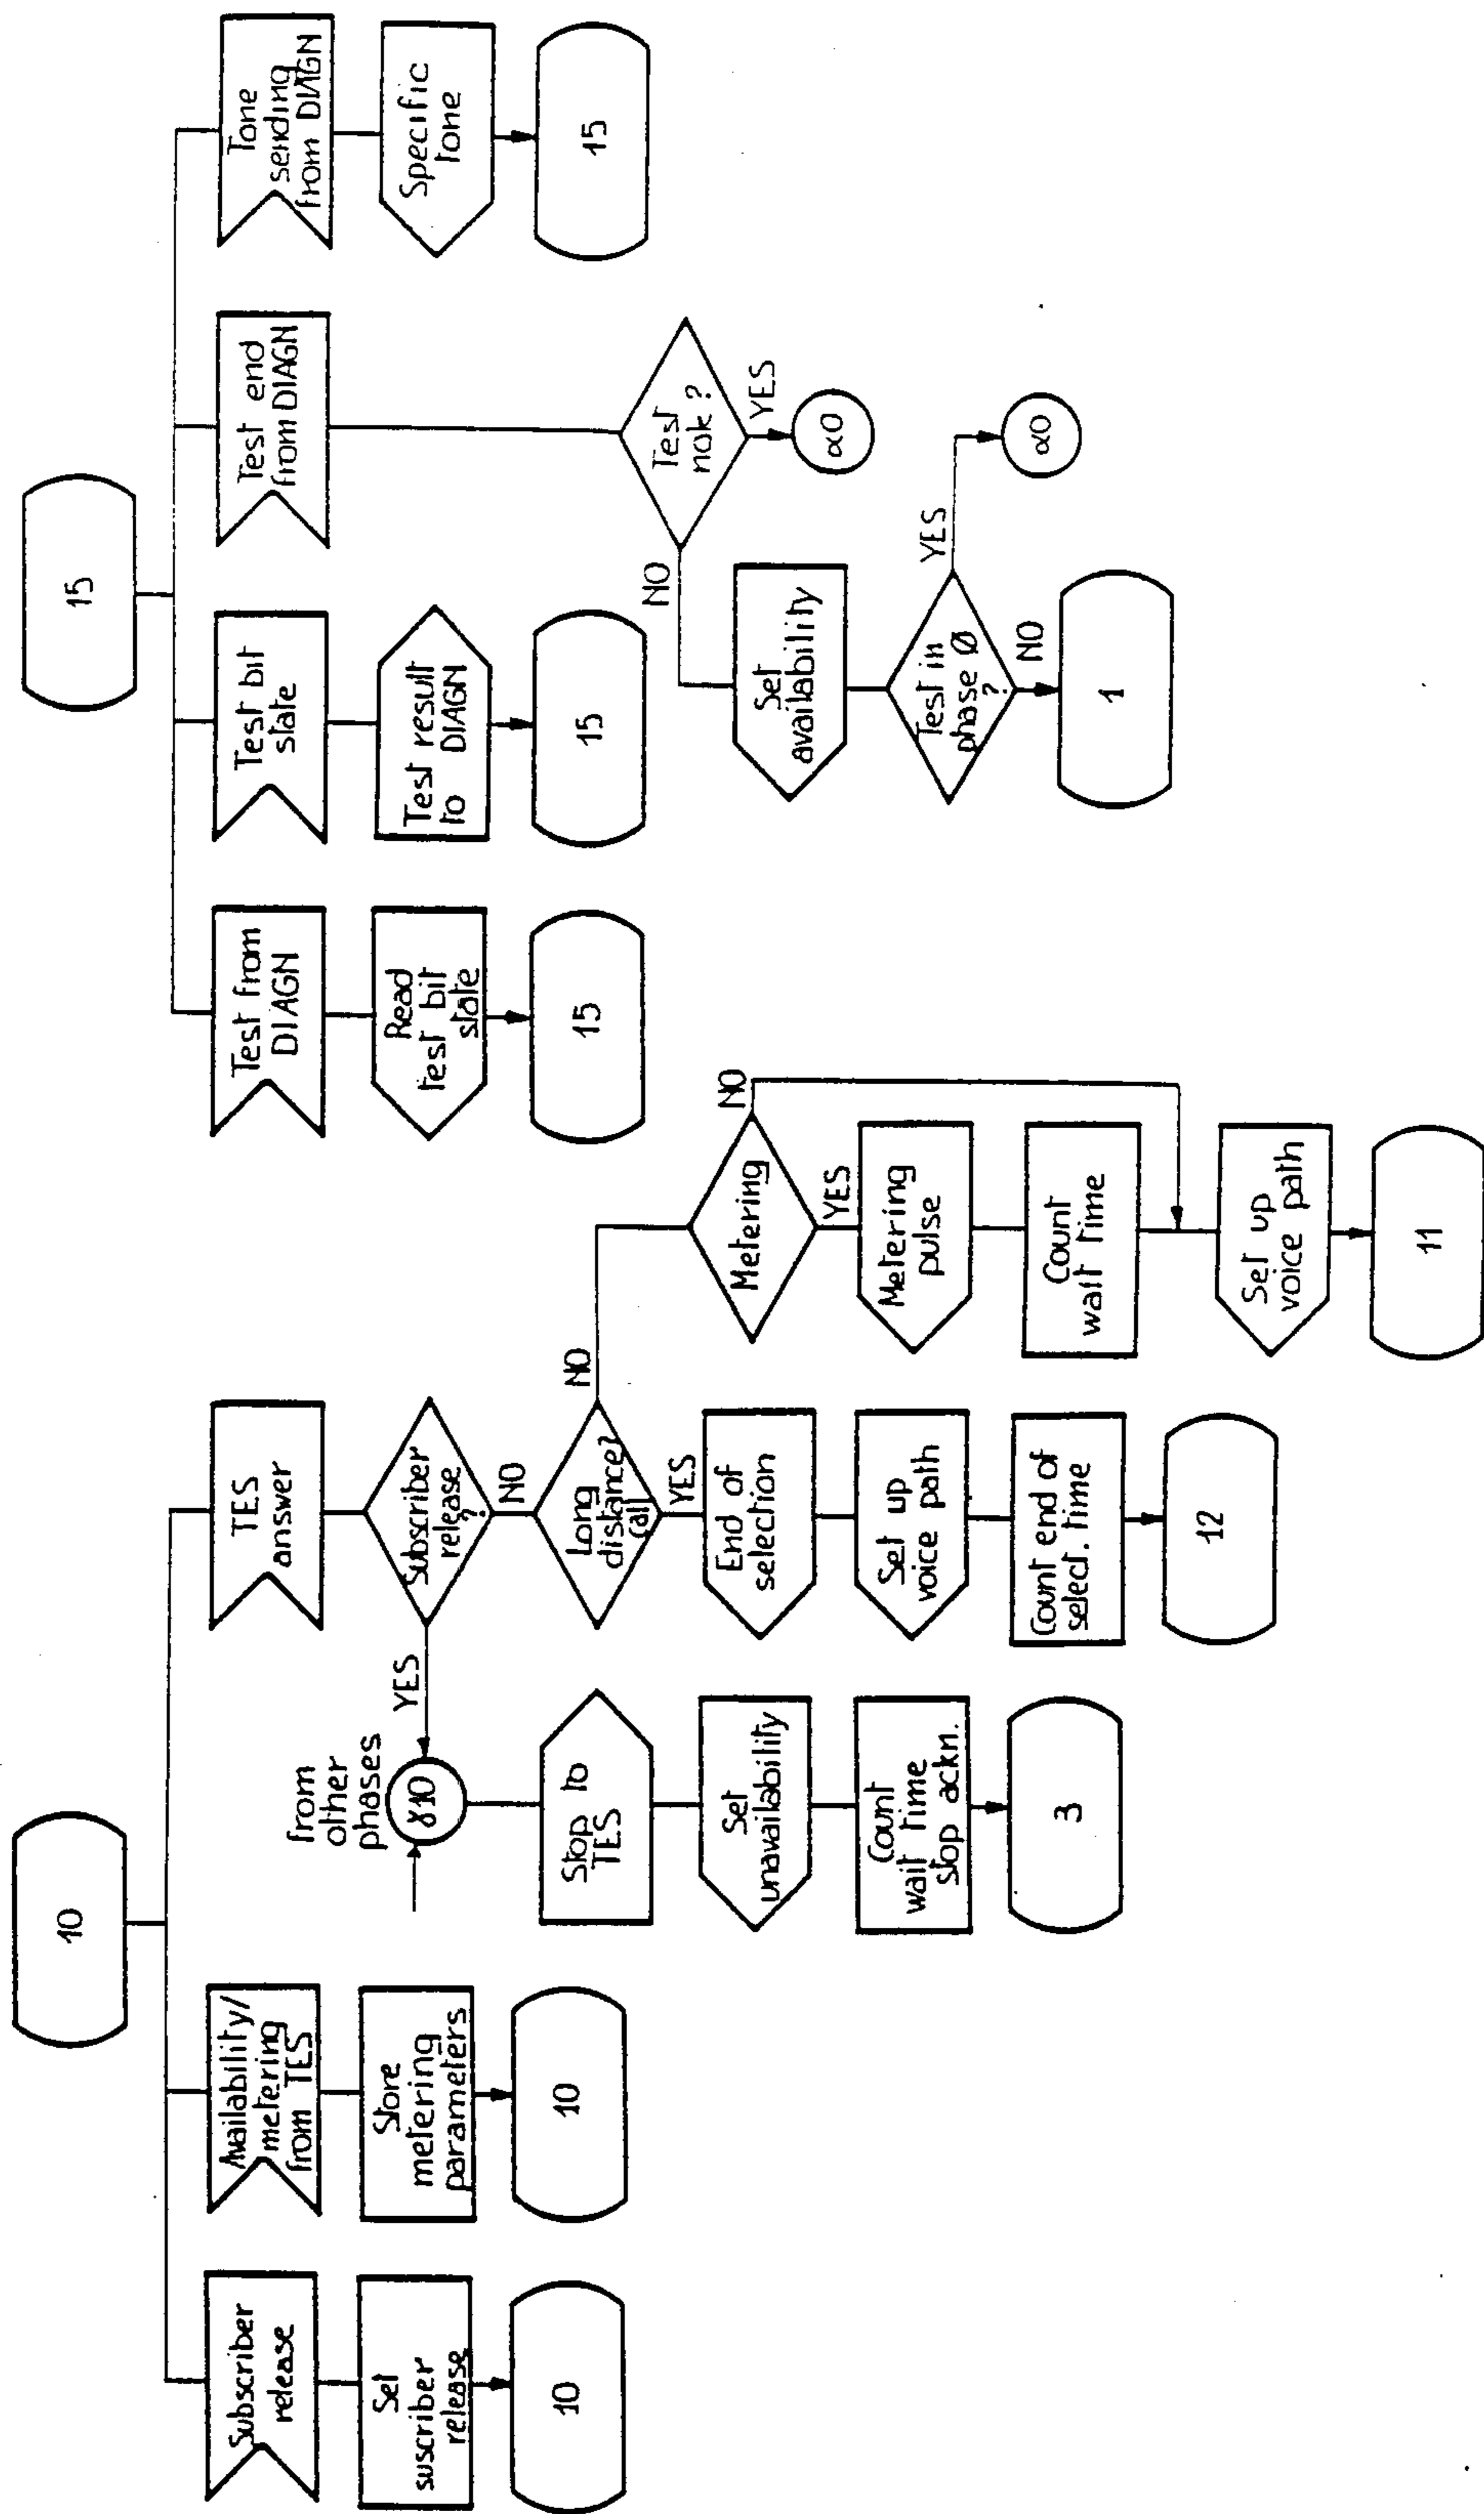 10
Subscriber
release
Set
suscriber
release
10
Availability/
metering
from TES
Store
metering
parameters
10
TES
answer
Subscriber
release
?
YES
NO
from
other
phases
γ10
Stop to
TES
Set
unavailability
Count
wait time
stop ackn.
3
Long
distance?
call
YES
NO
End of
selection
Set up
voice path
Count end of
select. time
12
Metering
NO
YES
Metering
pulse
Count
wait time
Set up
voice path
11
15
Test from
DIAGN
Read
test bit
state
15
Test bit
state
Test result
to DIAGN
15
Test end
from DIAGN
Test
nok ?
NO
YES
α0
Set
availability
Test in
phase Ø
?
YES
α0
NO
1
Tone
sending
from DIAGN
Specific
tone
15